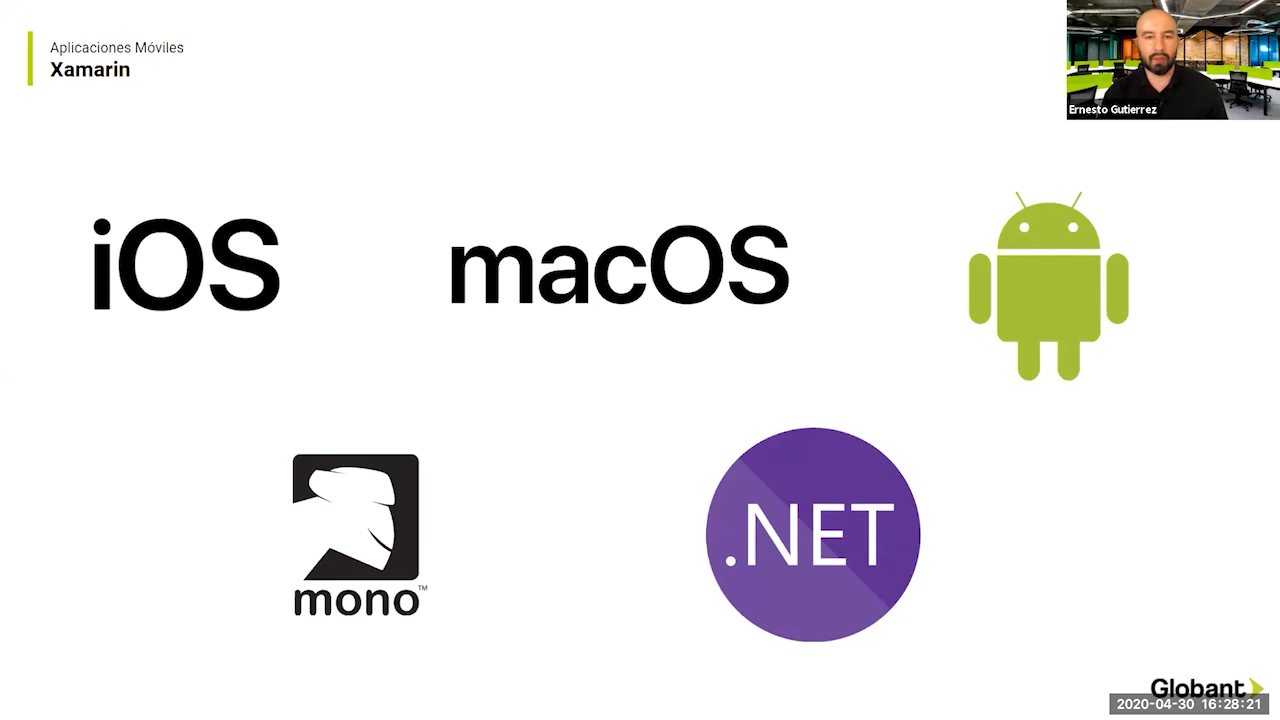 Aplicaciones Móviles
Xamarin
Ernesto Gutierrez
iOS
macOS
mono™
.NET
Globant
2020-04-30 16:28:21